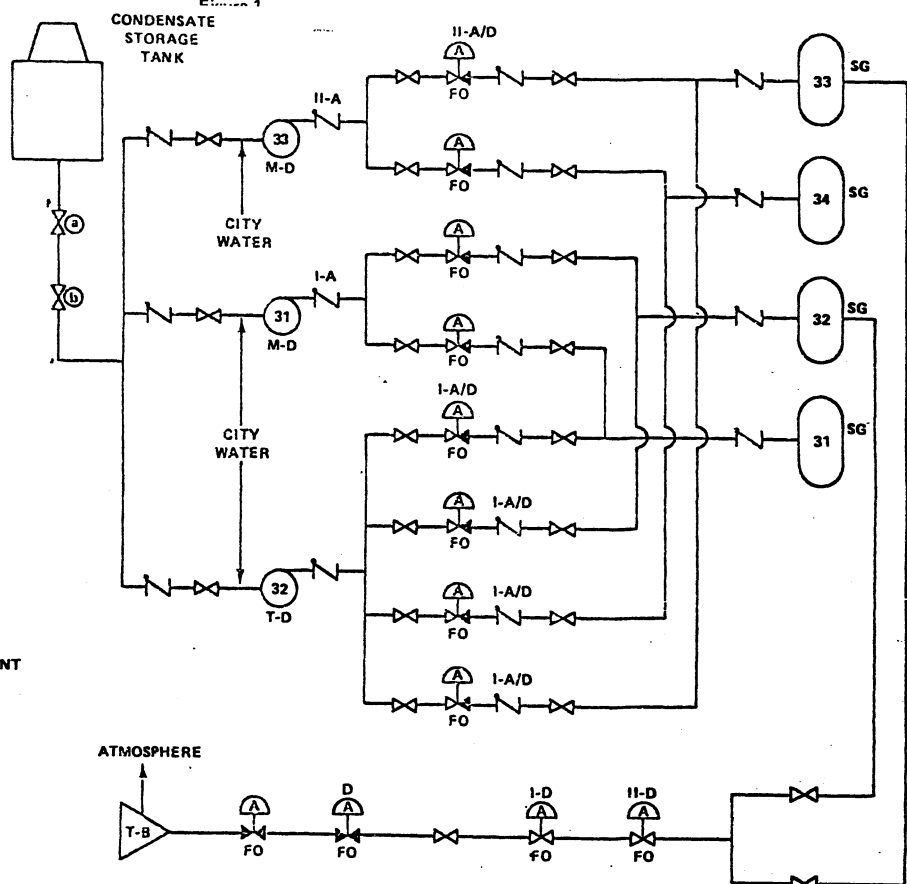 CONDENSATE
STORAGE
TANK
II-A/D
A
FO
33
SG
II-A
33
M-D
A
FO
34
SG
CITY
WATER
a
A
FO
b
I-A
31
M-D
32
SG
A
FO
I-A/D
A
FO
31
SG
CITY
WATER
A
I-A/D
FO
32
T-D
A
I-A/D
FO
NT
A
I-A/D
FO
ATMOSPHERE
T-B
A
FO
D
A
FO
I-D
A
FO
II-D
A
FO